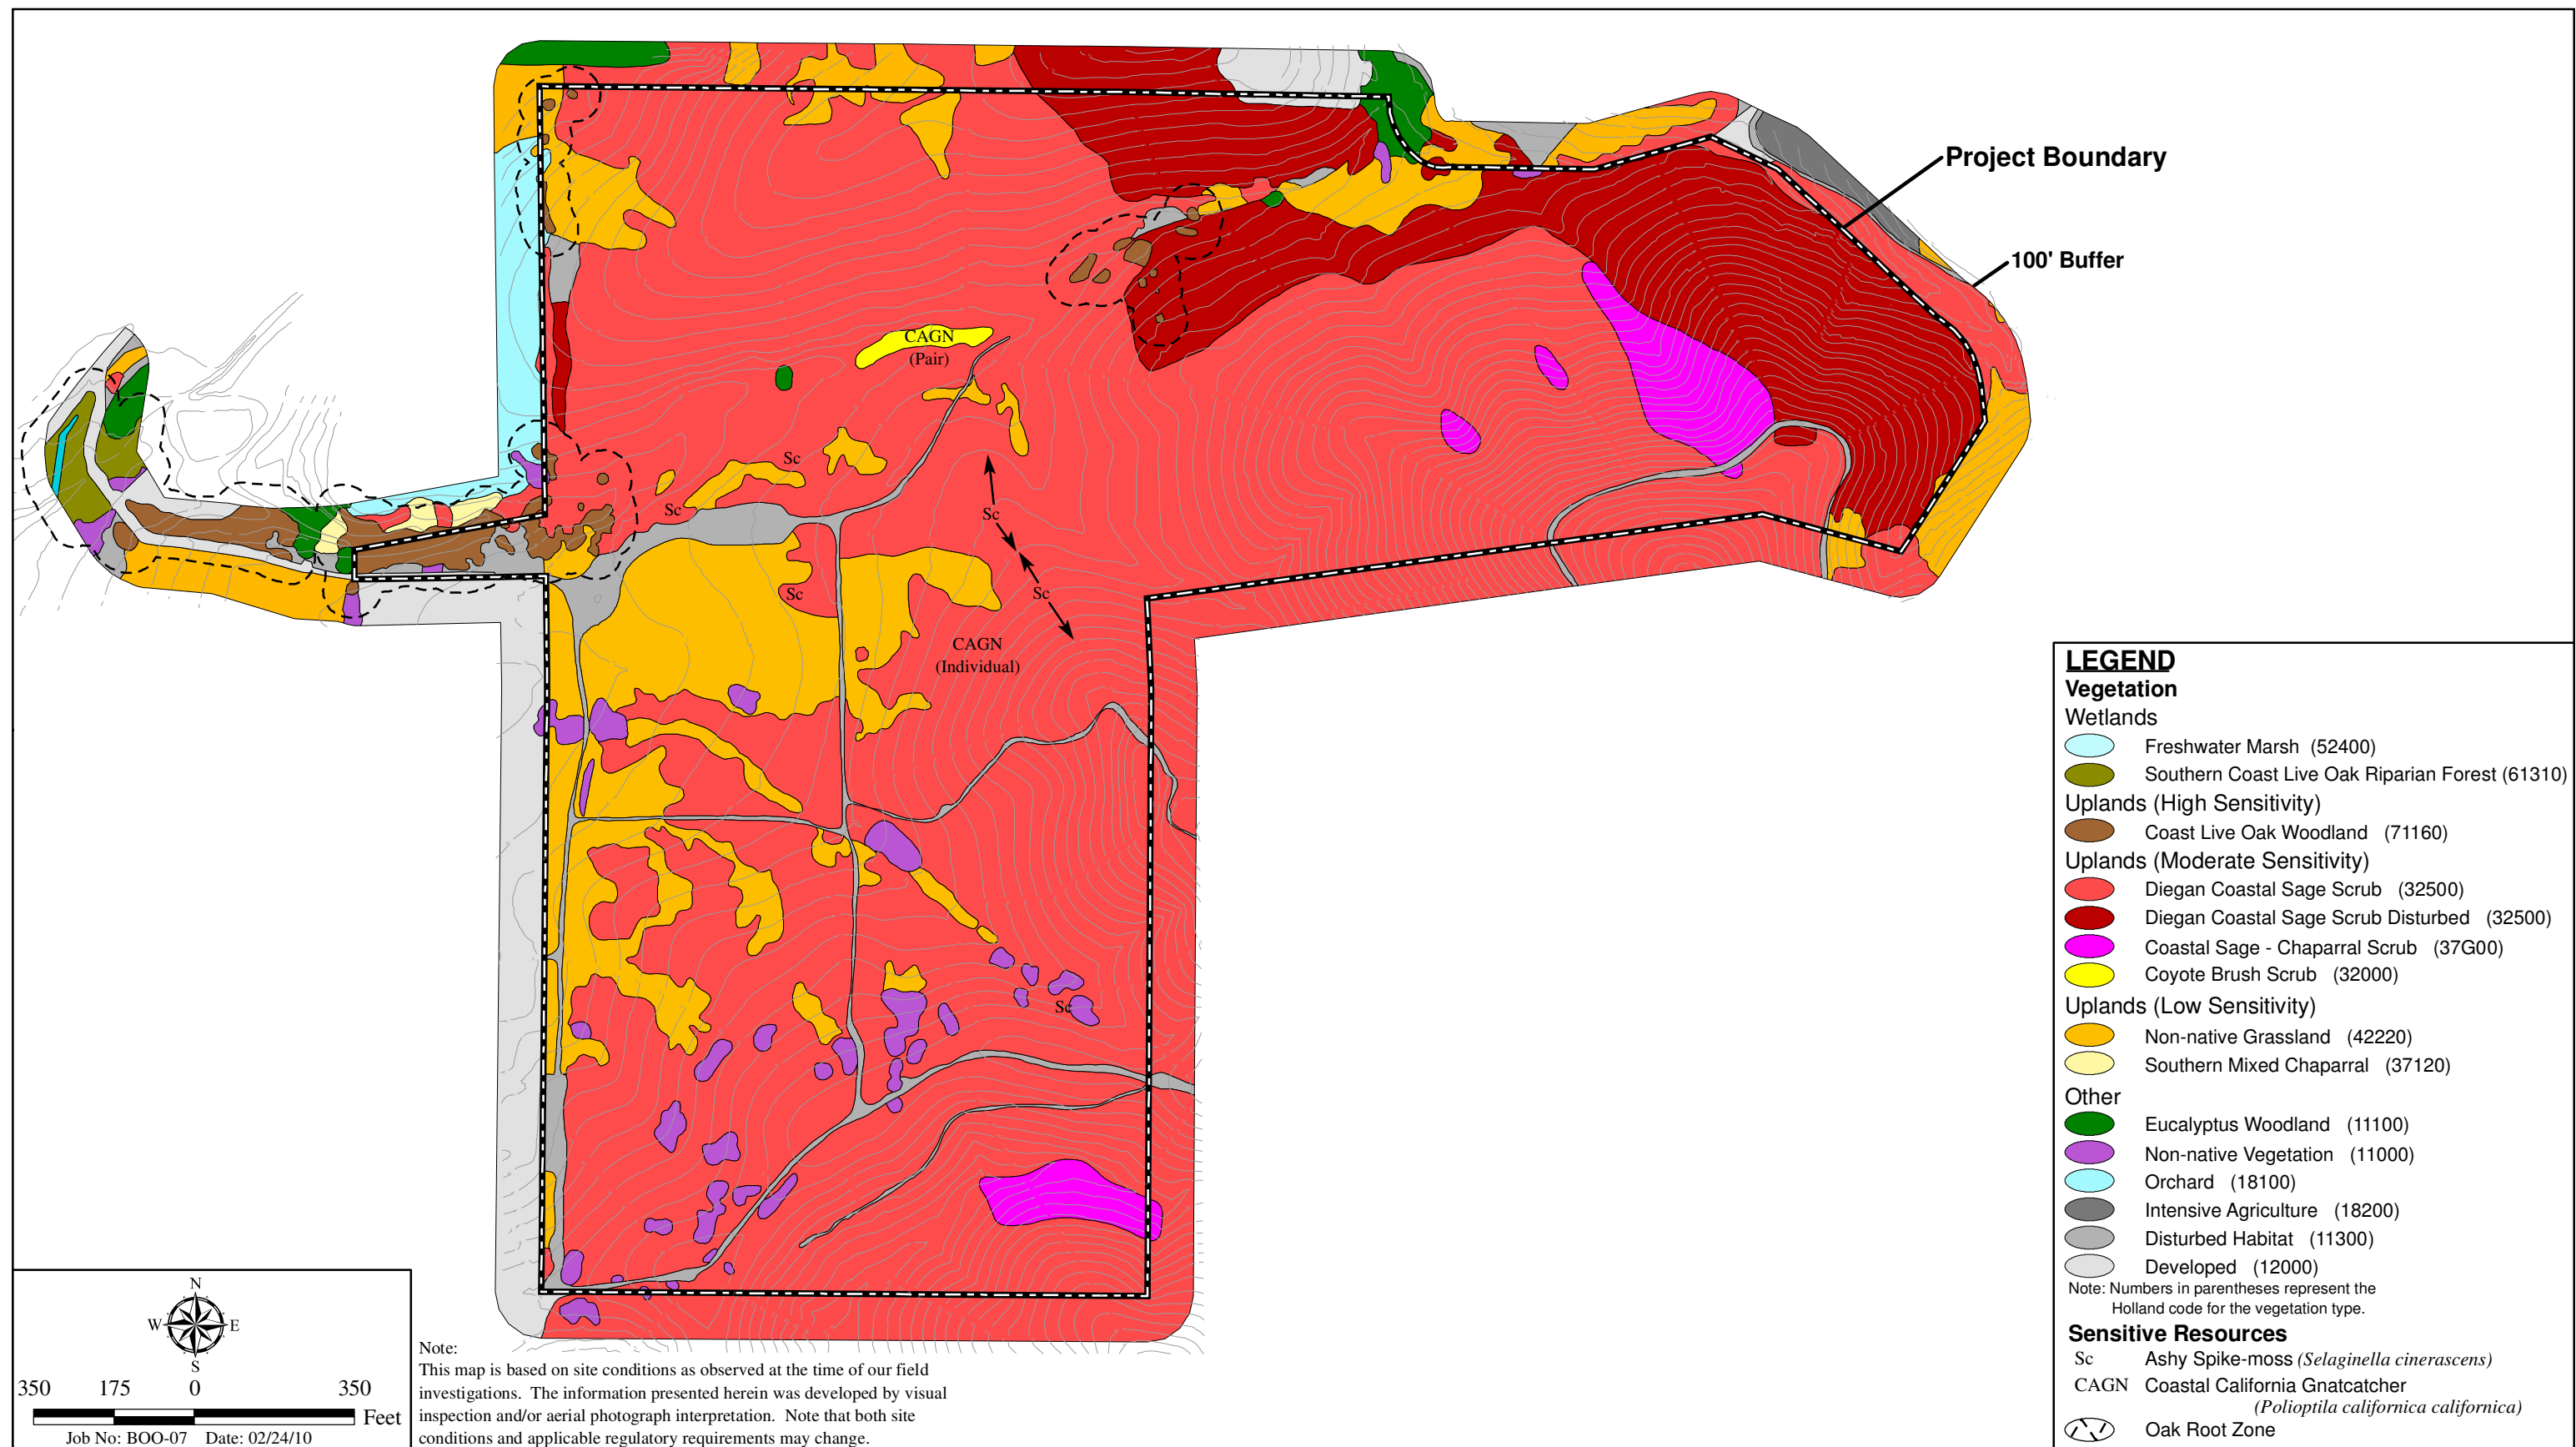 Project Boundary
100' Buffer
CAGN
(Pair)
Sc
Sc
Sc
Sc
Sc
CAGN
(Individual)
Sc
LEGEND
Vegetation
Wetlands
Freshwater Marsh (52400)
Southern Coast Live Oak Riparian Forest (61310)
Uplands (High Sensitivity)
Coast Live Oak Woodland (71160)
Uplands (Moderate Sensitivity)
Diegan Coastal Sage Scrub (32500)
Diegan Coastal Sage Scrub Disturbed (32500)
Coastal Sage - Chaparral Scrub (37G00)
Coyote Brush Scrub (32000)
Uplands (Low Sensitivity)
Non-native Grassland (42220)
Southern Mixed Chaparral (37120)
Other
Eucalyptus Woodland (11100)
Non-native Vegetation (11000)
Orchard (18100)
Intensive Agriculture (18200)
Disturbed Habitat (11300)
Developed (12000)
Note: Numbers in parentheses represent the
Holland code for the vegetation type.
Sensitive Resources
Sc Ashy Spike-moss (Selaginella cinerascens)
CAGN Coastal California Gnatcatcher
(Polioptila californica californica)
Oak Root Zone
N
W E
S
350 175 0 350
Feet
Job No: BOO-07 Date: 02/24/10
Note:
This map is based on site conditions as observed at the time of our field
investigations. The information presented herein was developed by visual
inspection and/or aerial photograph interpretation. Note that both site
conditions and applicable regulatory requirements may change.